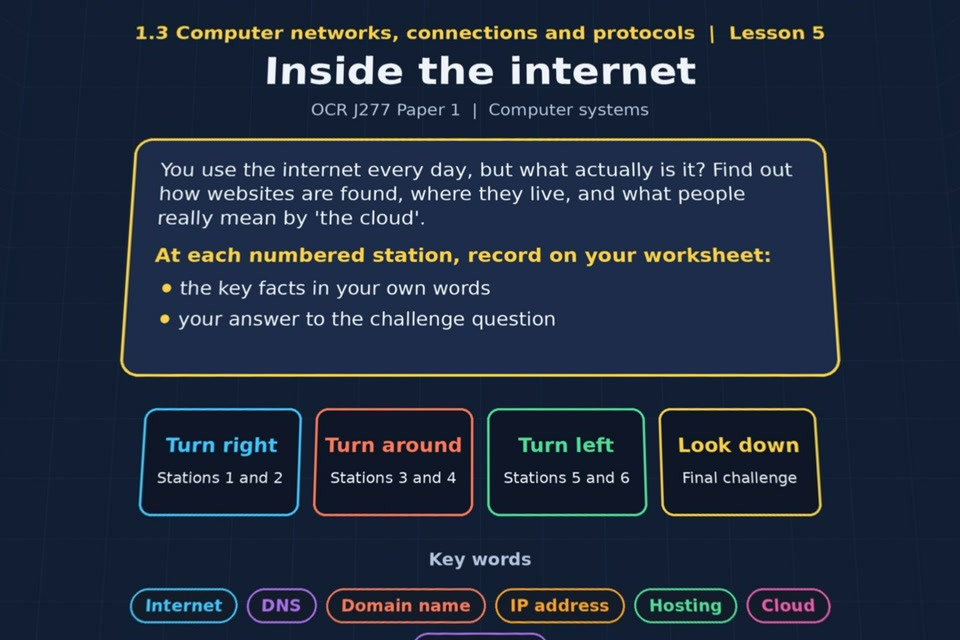 1.3 Computer networks, connections and protocols | Lesson 5
Inside the internet
OCR J277 Paper 1 | Computer systems
You use the internet every day, but what actually is it? Find out
how websites are found, where they live, and what people
really mean by 'the cloud'.
At each numbered station, record on your worksheet:
• the key facts in your own words
• your answer to the challenge question
Turn right
Stations 1 and 2
Turn around
Stations 3 and 4
Turn left
Stations 5 and 6
Look down
Final challenge
Key words
Internet DNS Domain name IP address Hosting Cloud